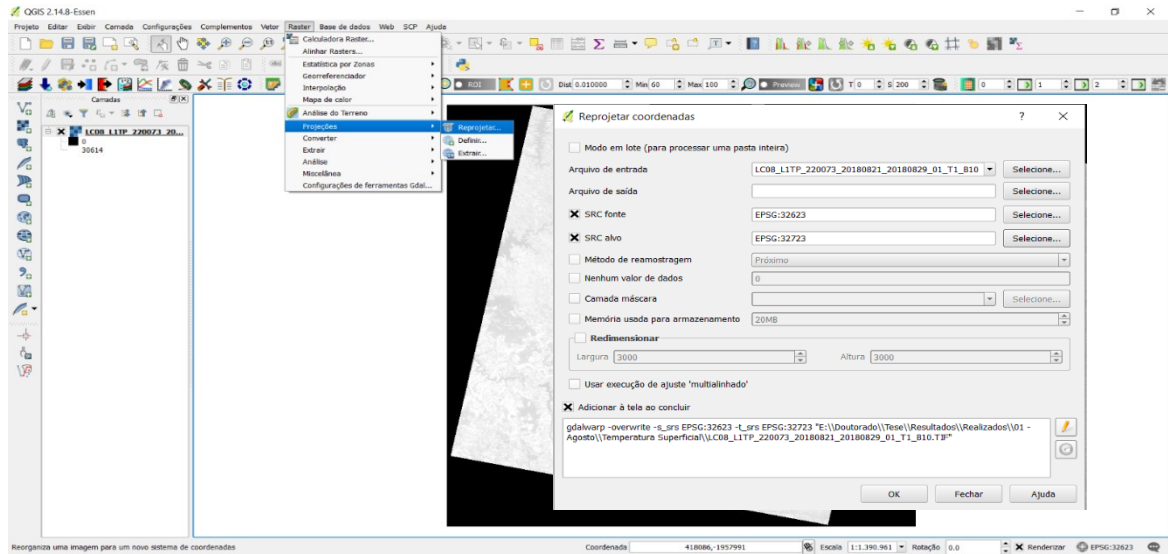 QGIS 2.14.8-Essen
Projeto Editar Exibir Camada Configurações Complementos Vetor Raster Base de dados Web SCP Ajuda
Calculadora Raster...
Alinhar Rasters...
Estatística por Zonas
Georreferenciador
Interpolação
Mapa de calor
Análise do Terreno
Projeções
Converter
Extrair
Análise
Miscelânea
Configurações de ferramentas Gdal...
Reprojetar...
Definir...
Extrair...
ROI Dist 0.010000 Min 60 Max 100 Preview T 0 S 200 0 1 2
Camadas
LC08_L1TP_220073_20...
0
30614
Reprojetar coordenadas ?
Modo em lote (para processar uma pasta inteira)
Arquivo de entrada LC08_L1TP_220073_20180821_20180829_01_T1_B10 Selecione...
Arquivo de saída Selecione...
SRC fonte EPSG:32623 Selecione...
SRC alvo EPSG:32723 Selecione...
Método de reamostragem Próximo
Nenhum valor de dados 0
Camada máscara Selecione...
Memória usada para armazenamento 20MB
Redimensionar
Largura 3000 Altura 3000
Usar execução de ajuste 'multialinhado'
Adicionar à tela ao concluir
gdalwarp -overwrite -s_srs EPSG:32623 -t_srs EPSG:32723 "E:\\Doutorado\\Tese\\Resultados\\Realizados\\01 -
Agosto\\Temperatura Superficial\\LC08_L1TP_220073_20180821_20180829_01_T1_B10.TIF"
OK Fechar Ajuda
Reorganiza uma imagem para um novo sistema de coordenadas Coordenada 418086,-1957991 Escala 1:1.390.961 Rotação 0.0 Renderizar EPSG:32623